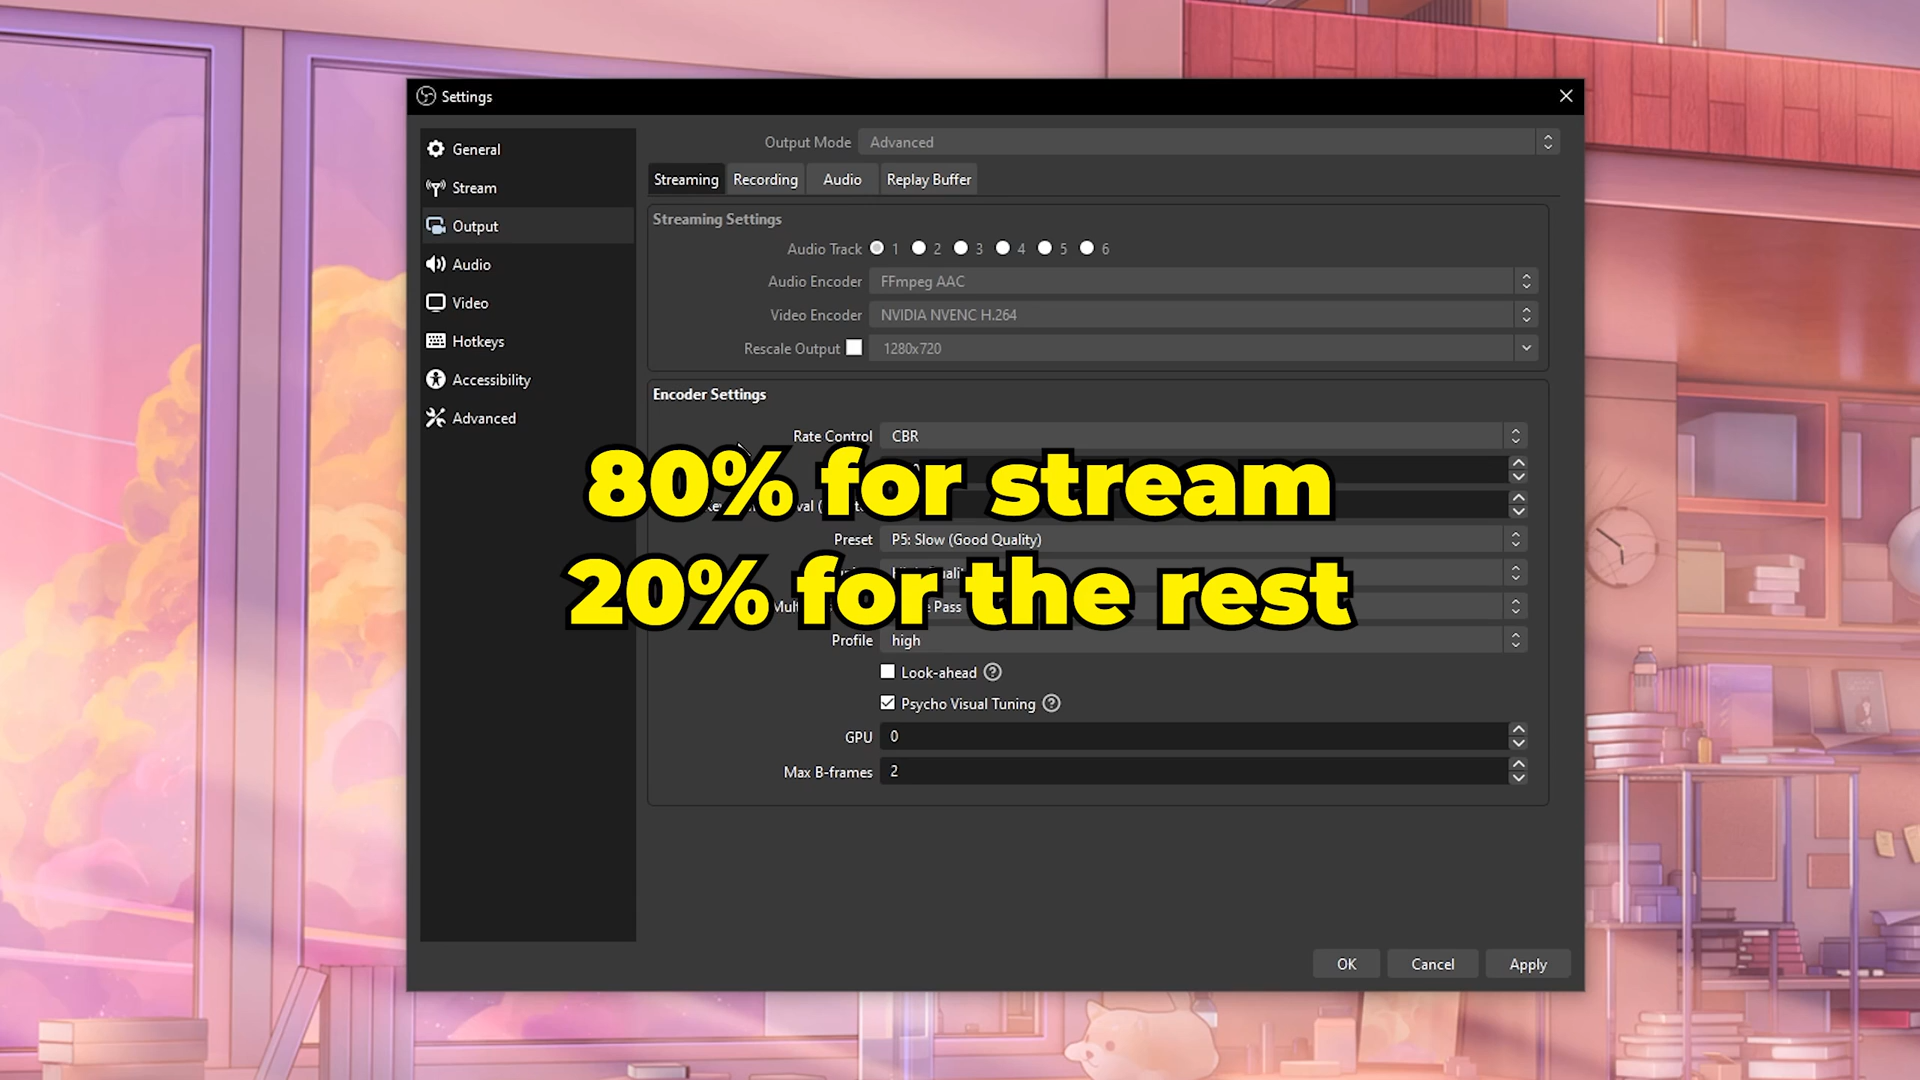 Settings
General
Stream
Output
Audio
Video
Hotkeys
Accessibility
Advanced
Output Mode Advanced
Streaming Recording Audio Replay Buffer
Streaming Settings
Audio Track 1 2 3 4 5 6
Audio Encoder FFmpeg AAC
Video Encoder NVIDIA NVENC H.264
Rescale Output 1280x720
Encoder Settings
Rate Control CBR
80% for stream
Preset P5: Slow (Good Quality)
20% for the rest
Pass
Profile high
Look-ahead ?
Psycho Visual Tuning ?
GPU 0
Max B-frames 2
OK Cancel Apply